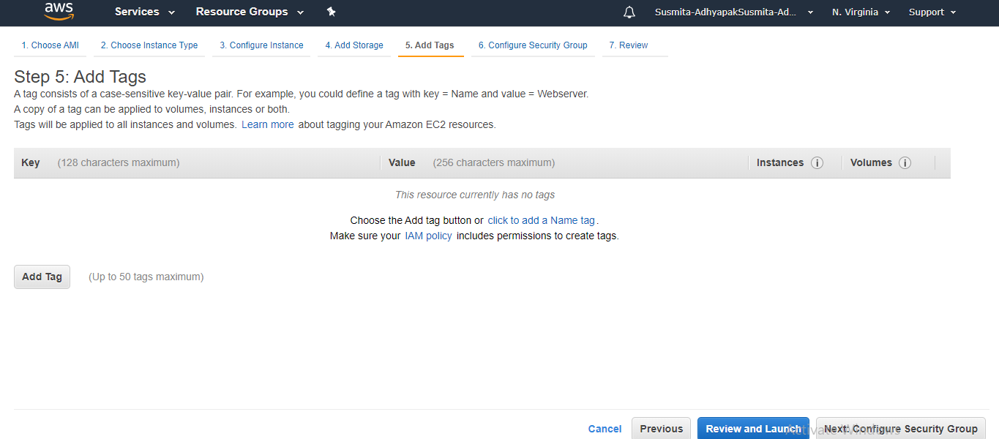 aws Services Resource Groups Susmita-AdhyapakSusmita-Ad... N. Virginia Support
1. Choose AMI 2. Choose Instance Type 3. Configure Instance 4. Add Storage 5. Add Tags 6. Configure Security Group 7. Review
Step 5: Add Tags
A tag consists of a case-sensitive key-value pair. For example, you could define a tag with key = Name and value = Webserver.
A copy of a tag can be applied to volumes, instances or both.
Tags will be applied to all instances and volumes. Learn more about tagging your Amazon EC2 resources.
Key (128 characters maximum) Value (256 characters maximum) Instances i Volumes i
This resource currently has no tags
Choose the Add tag button or click to add a Name tag.
Make sure your IAM policy includes permissions to create tags.
Add Tag (Up to 50 tags maximum)
Cancel Previous Review and Launch Next: Configure Security Group
Activate Windows